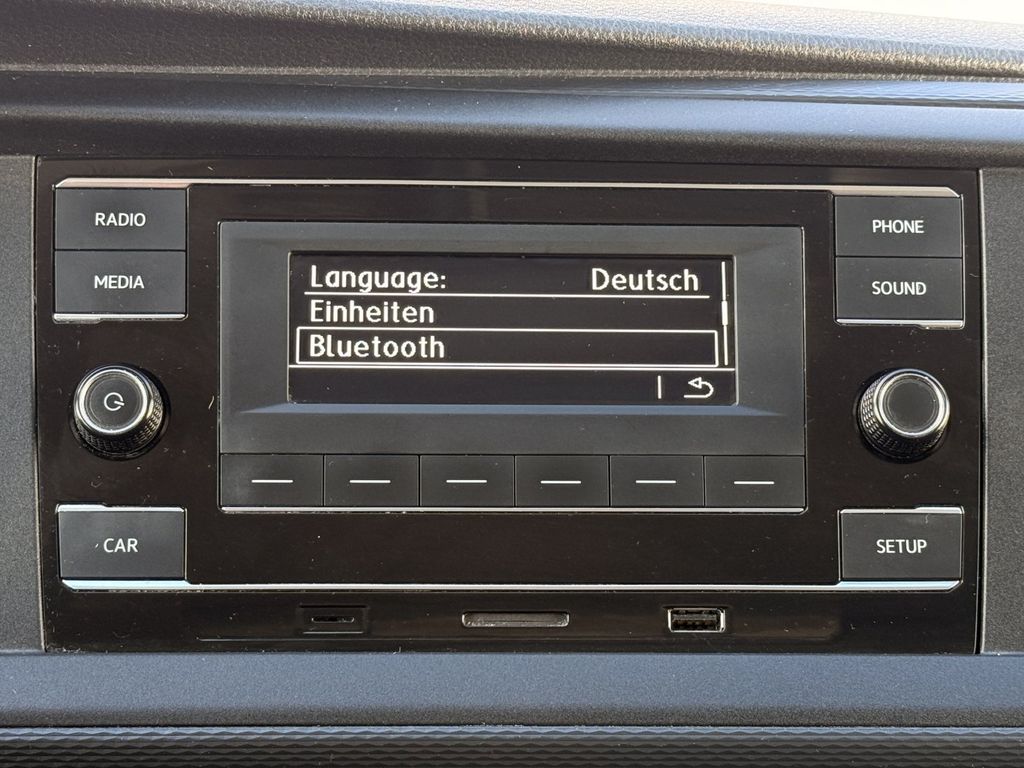 RADIO
PHONE
MEDIA
SOUND
Language: Deutsch
Einheiten
Bluetooth
CAR
SETUP